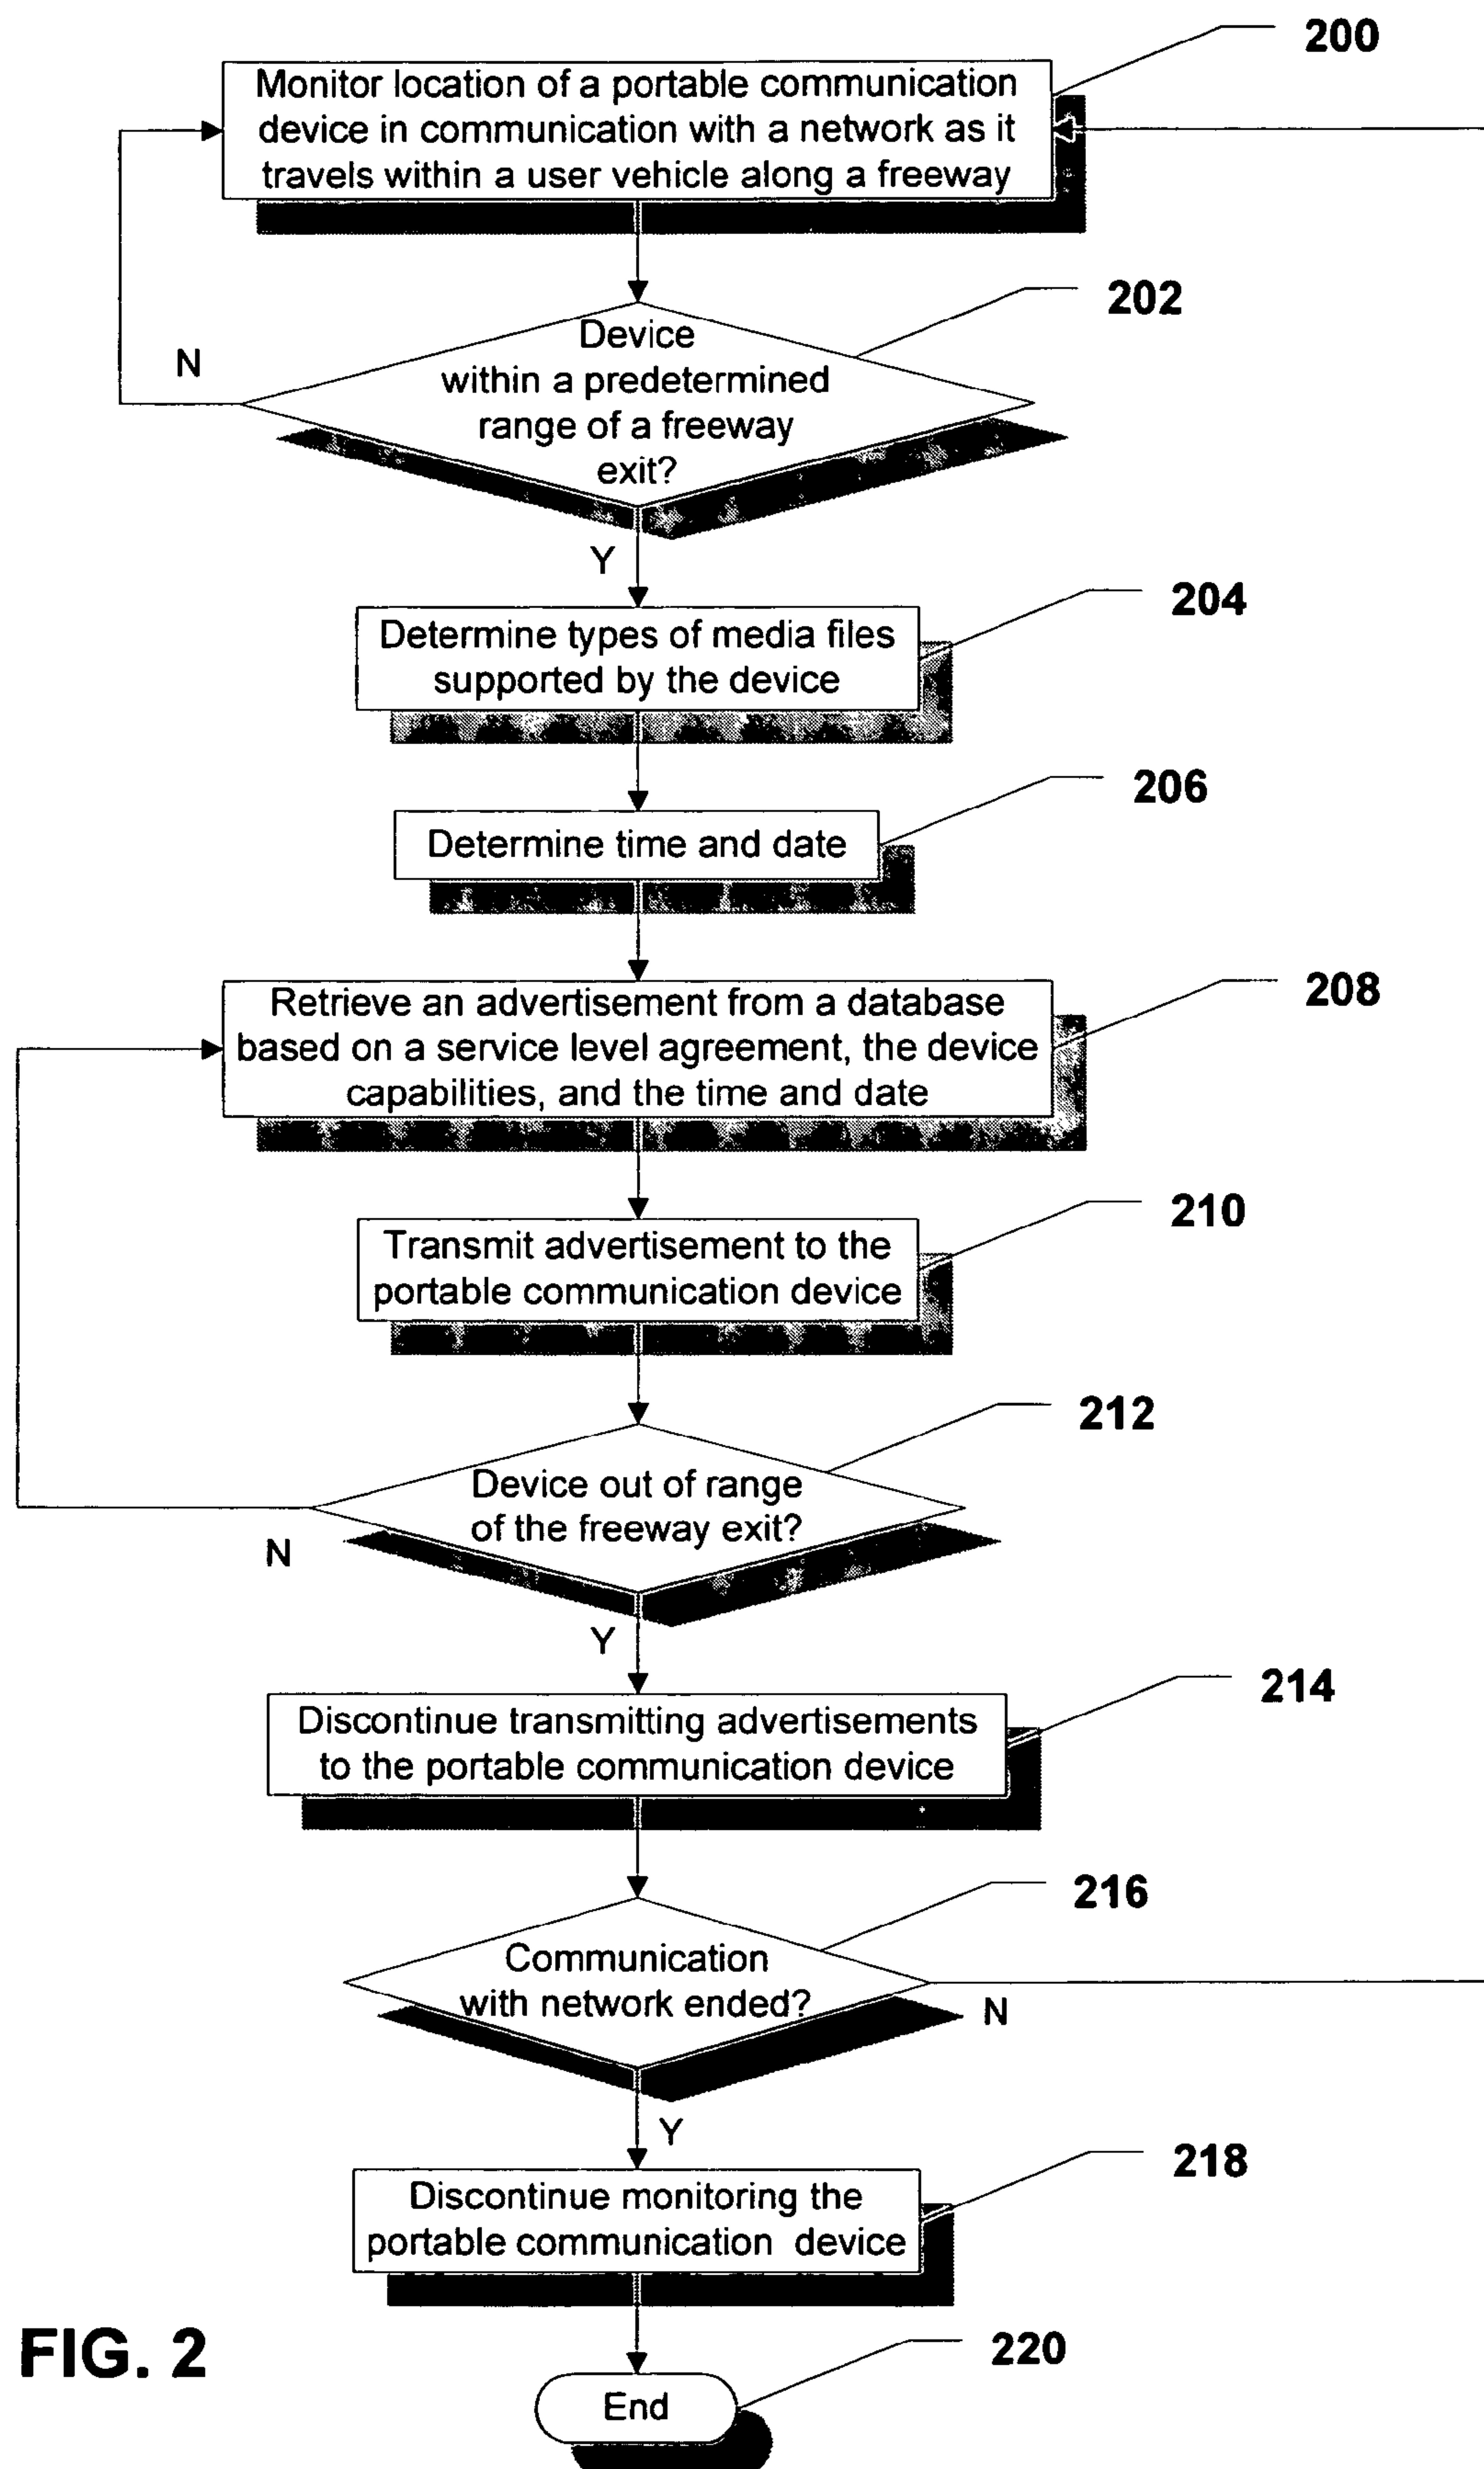 200
Monitor location of a portable communication
device in communication with a network as it
travels within a user vehicle along a freeway
202
Device
within a predetermined
range of a freeway
exit?
N
Y
204
Determine types of media files
supported by the device
206
Determine time and date
208
Retrieve an advertisement from a database
based on a service level agreement, the device
capabilities, and the time and date
210
Transmit advertisement to the
portable communication device
212
Device out of range
of the freeway exit?
N
Y
214
Discontinue transmitting advertisements
to the portable communication device
216
Communication
with network ended?
N
Y
218
Discontinue monitoring the
portable communication device
FIG. 2
220
End